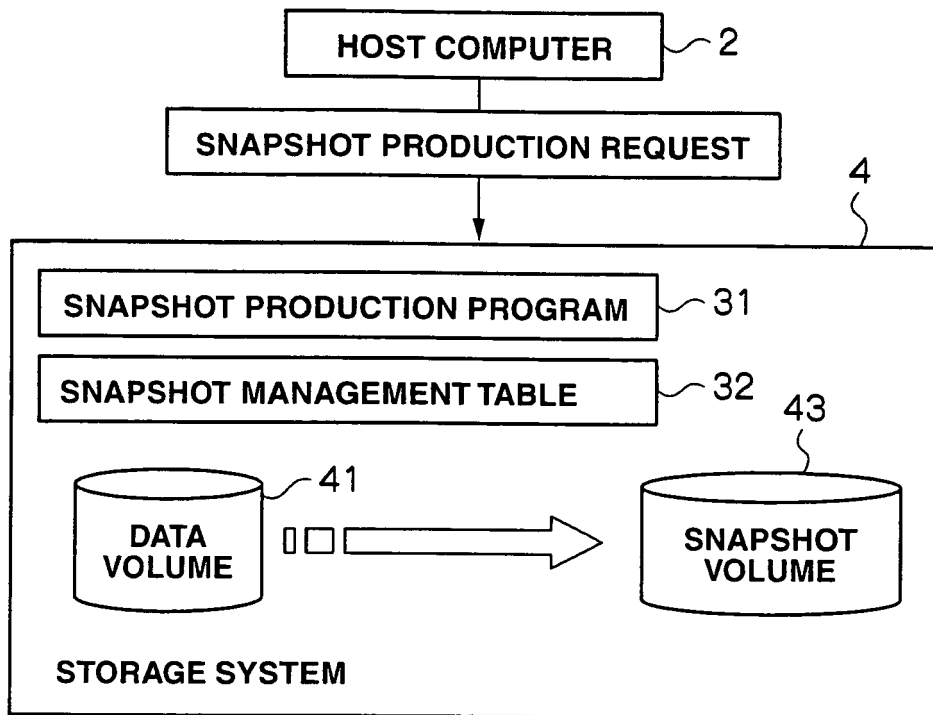 HOST COMPUTER 2
SNAPSHOT PRODUCTION REQUEST
4
SNAPSHOT PRODUCTION PROGRAM 31
SNAPSHOT MANAGEMENT TABLE 32
43
41
DATA
VOLUME
SNAPSHOT
VOLUME
STORAGE SYSTEM